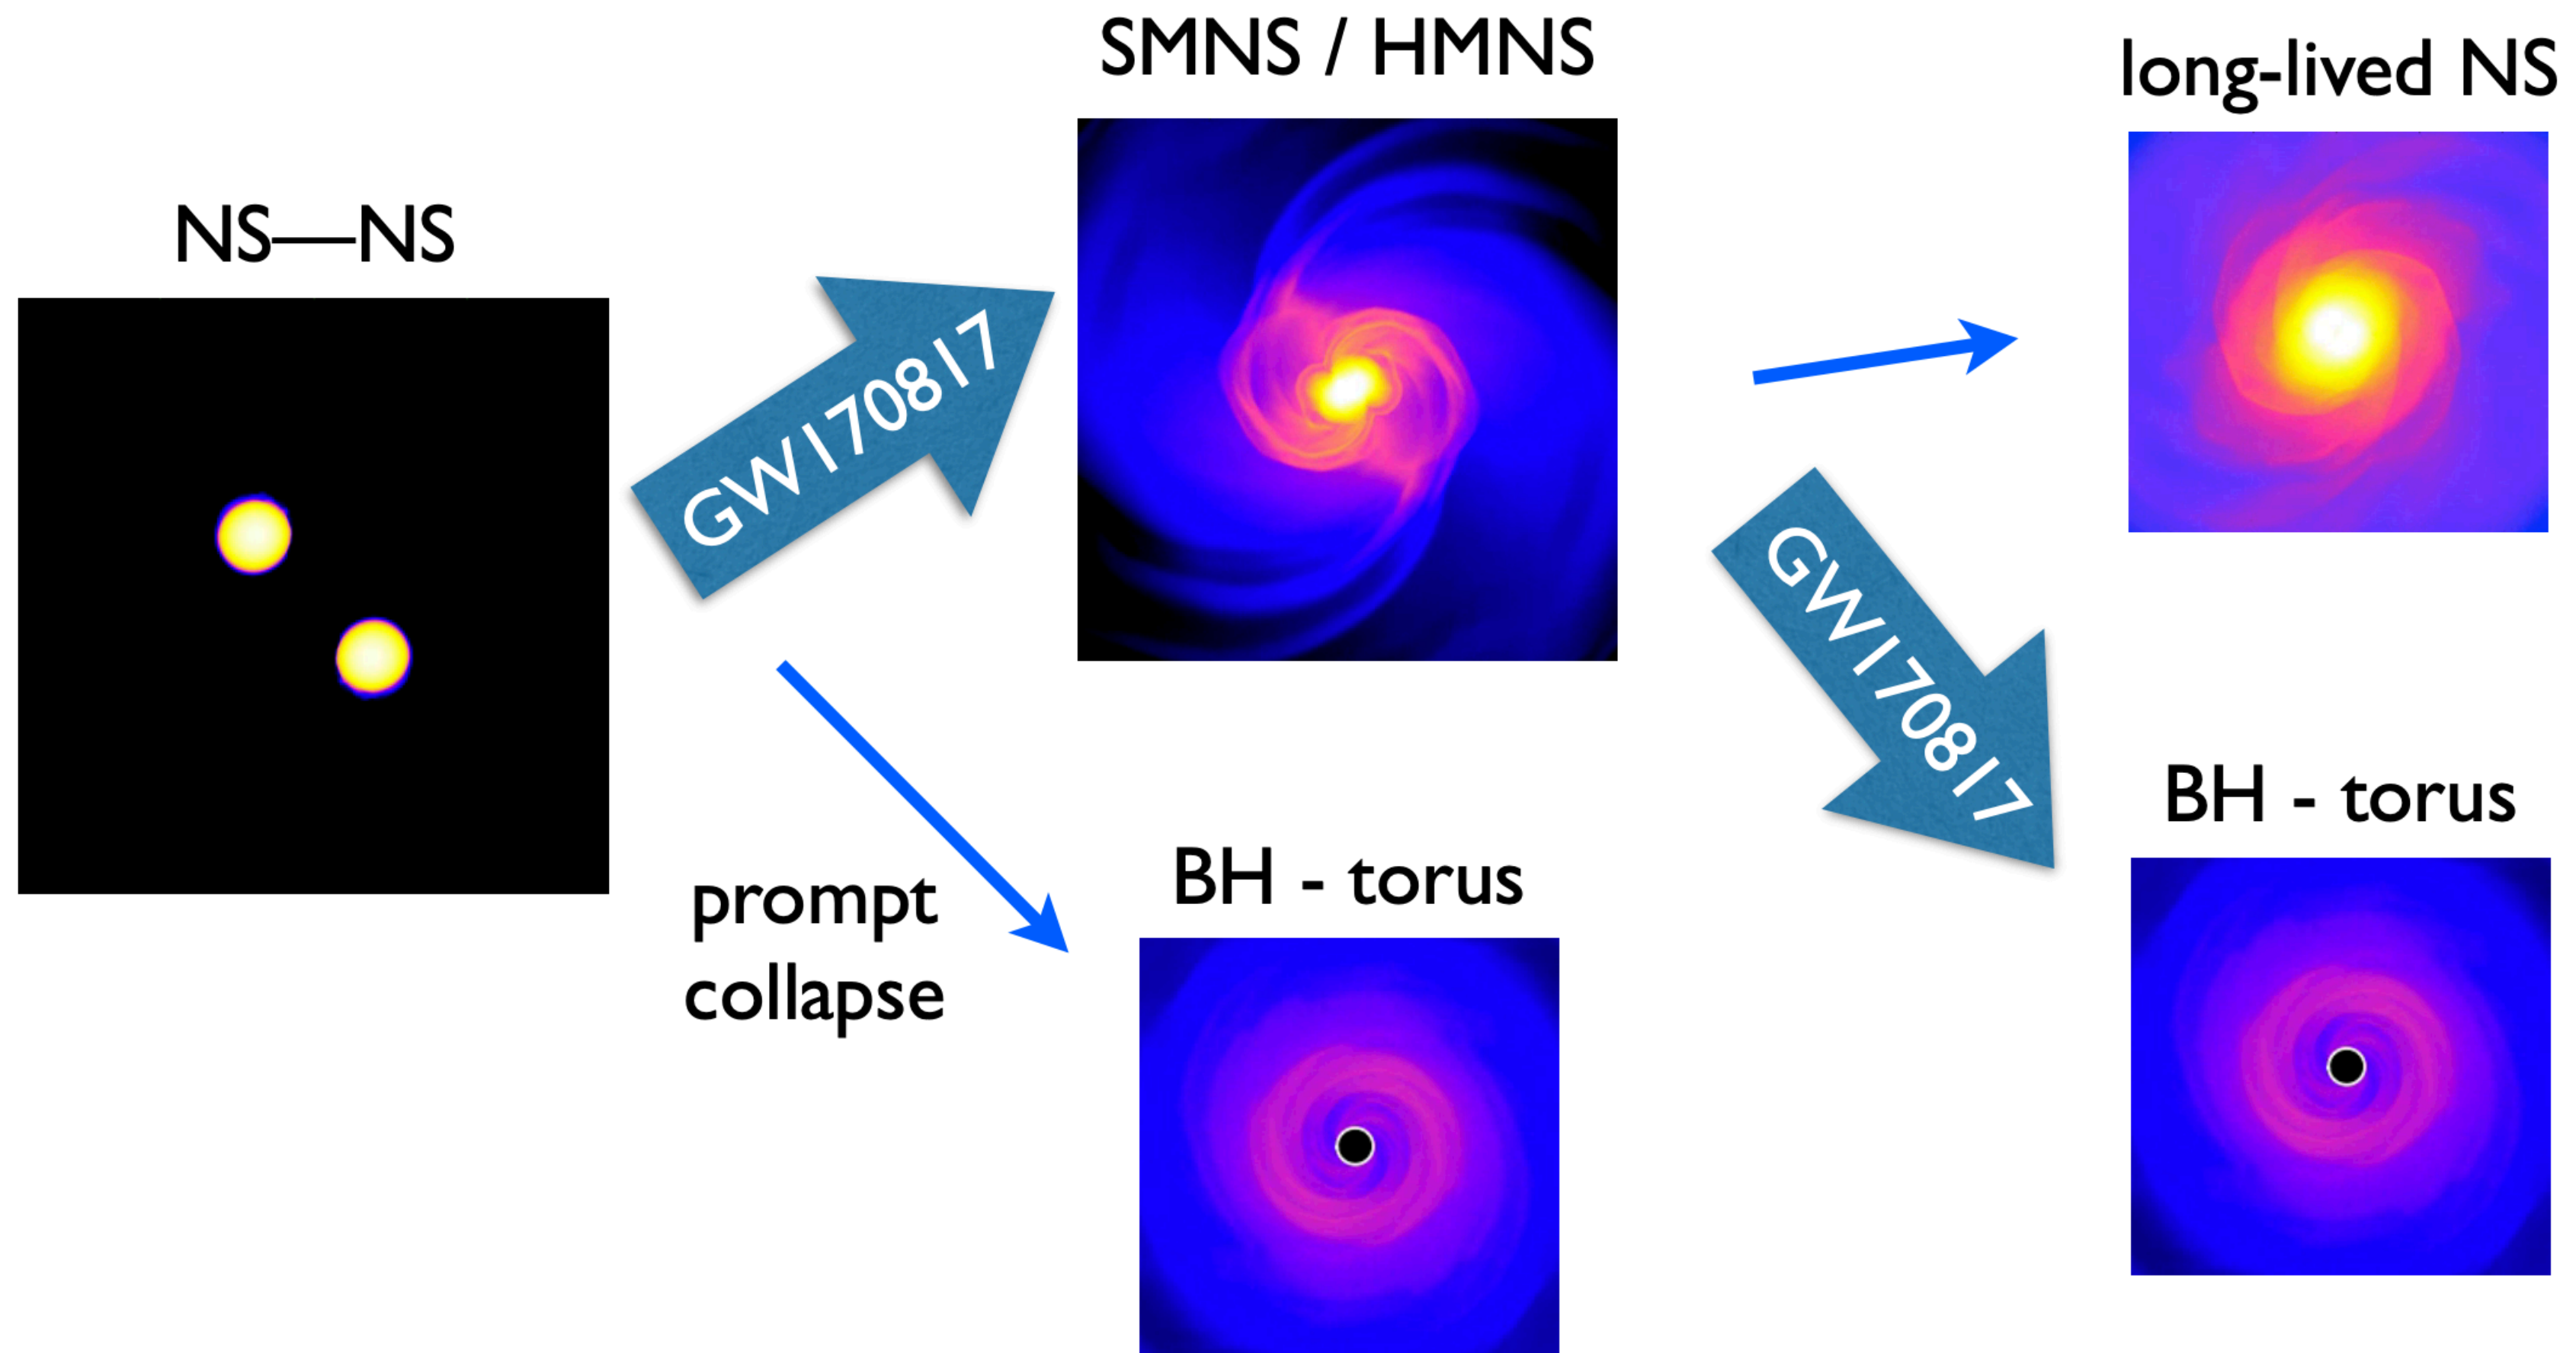 NS—NS
GW170817
SMNS / HMNS
prompt
collapse
BH - torus
GW170817
long-lived NS
BH - torus